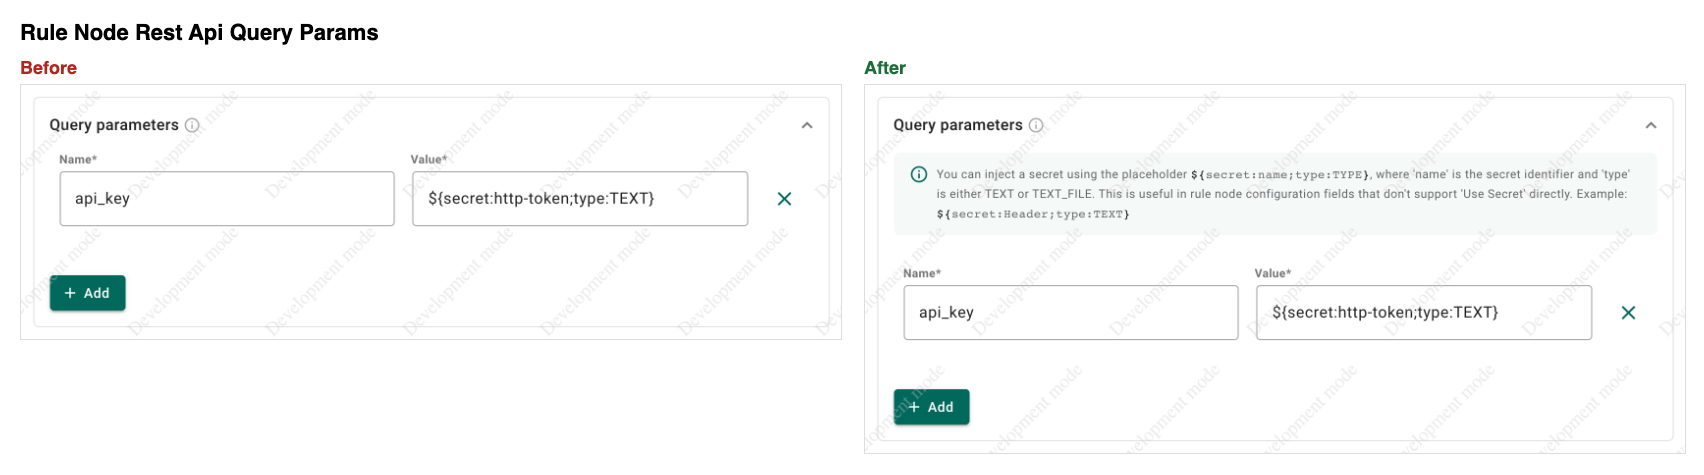 Rule Node Rest Api Query Params
Before
Query parameters
Name*
Value*
api_key
${secret:http-token;type:TEXT}
+ Add
After
Query parameters
You can inject a secret using the placeholder ${secret:name;type:TYPE}, where 'name' is the secret identifier and 'type'
is either TEXT or TEXT_FILE. This is useful in rule node configuration fields that don't support 'Use Secret' directly. Example:
${secret:Header;type:TEXT}
Name*
Value*
api_key
${secret:http-token;type:TEXT}
+ Add
Development mode